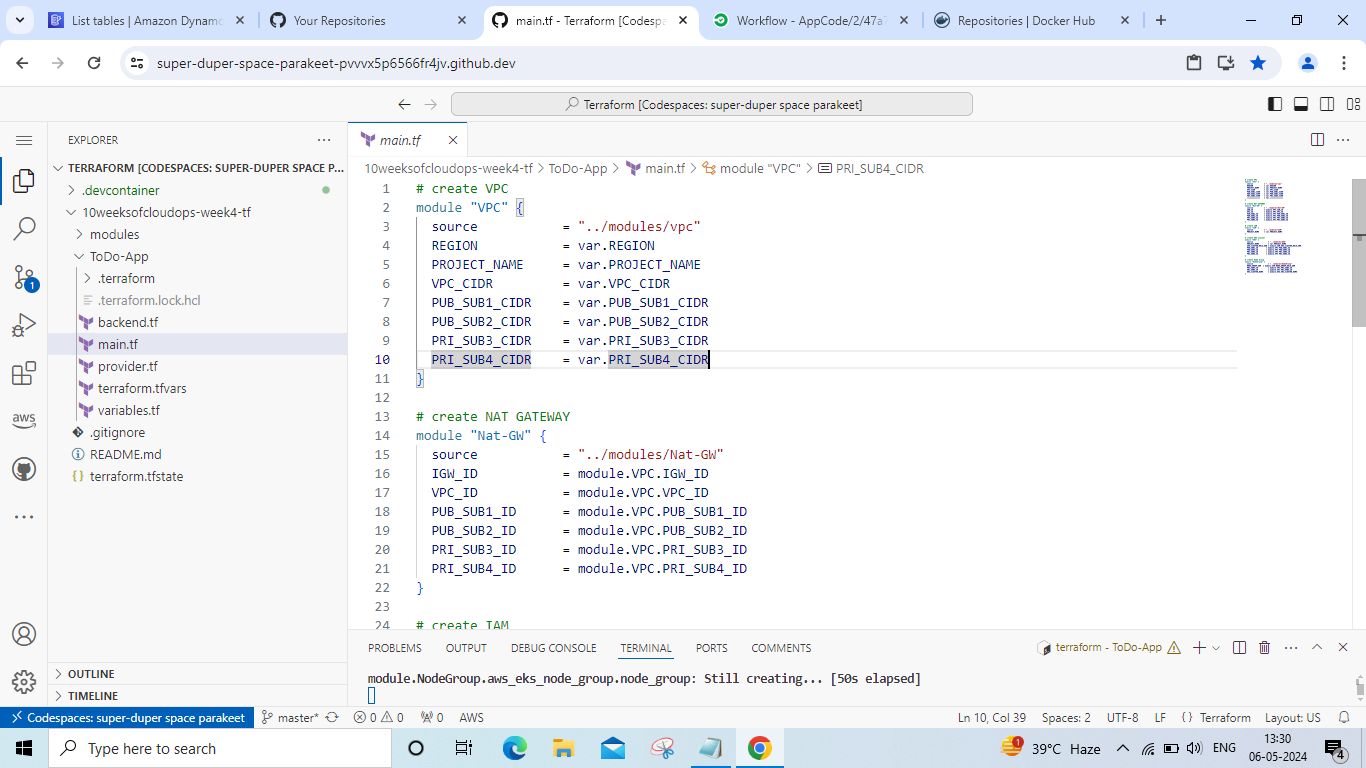 List tables | Amazon Dynamo
Your Repositories
main.tf - Terraform [Codespa
Workflow - AppCode/2/47a
Repositories | Docker Hub
super-duper-space-parakeet-pvvvx5p6566fr4jv.github.dev
Terraform [Codespaces: super-duper space parakeet]
EXPLORER
TERRAFORM [CODESPACES: SUPER-DUPER SPACE P...
.devcontainer
10weeksofcloudops-week4-tf
modules
ToDo-App
.terraform
.terraform.lock.hcl
backend.tf
main.tf
provider.tf
terraform.tfvars
variables.tf
.gitignore
README.md
terraform.tfstate
OUTLINE
TIMELINE
aws
1
main.tf
10weeksofcloudops-week4-tf > ToDo-App > main.tf > module "VPC" > PRI_SUB4_CIDR
1 # create VPC
2 module "VPC" {
3 source = "../modules/vpc"
4 REGION = var.REGION
5 PROJECT_NAME = var.PROJECT_NAME
6 VPC_CIDR = var.VPC_CIDR
7 PUB_SUB1_CIDR = var.PUB_SUB1_CIDR
8 PUB_SUB2_CIDR = var.PUB_SUB2_CIDR
9 PRI_SUB3_CIDR = var.PRI_SUB3_CIDR
10 PRI_SUB4_CIDR = var.PRI_SUB4_CIDR
11 }
12
13 # create NAT GATEWAY
14 module "Nat-GW" {
15 source = "../modules/Nat-GW"
16 IGW_ID = module.VPC.IGW_ID
17 VPC_ID = module.VPC.VPC_ID
18 PUB_SUB1_ID = module.VPC.PUB_SUB1_ID
19 PUB_SUB2_ID = module.VPC.PUB_SUB2_ID
20 PRI_SUB3_ID = module.VPC.PRI_SUB3_ID
21 PRI_SUB4_ID = module.VPC.PRI_SUB4_ID
22 }
23
24 # create IAM
PROBLEMS OUTPUT DEBUG CONSOLE TERMINAL PORTS COMMENTS
terraform - ToDo-App
module.NodeGroup.aws_eks_node_group.node_group: Still creating... [50s elapsed]
Codespaces: super-duper space parakeet master* 0 0 0 AWS Ln 10, Col 39 Spaces: 2 UTF-8 LF {} Terraform Layout: US
Type here to search
1
39°C Haze
ENG
13:30
06-05-2024
4